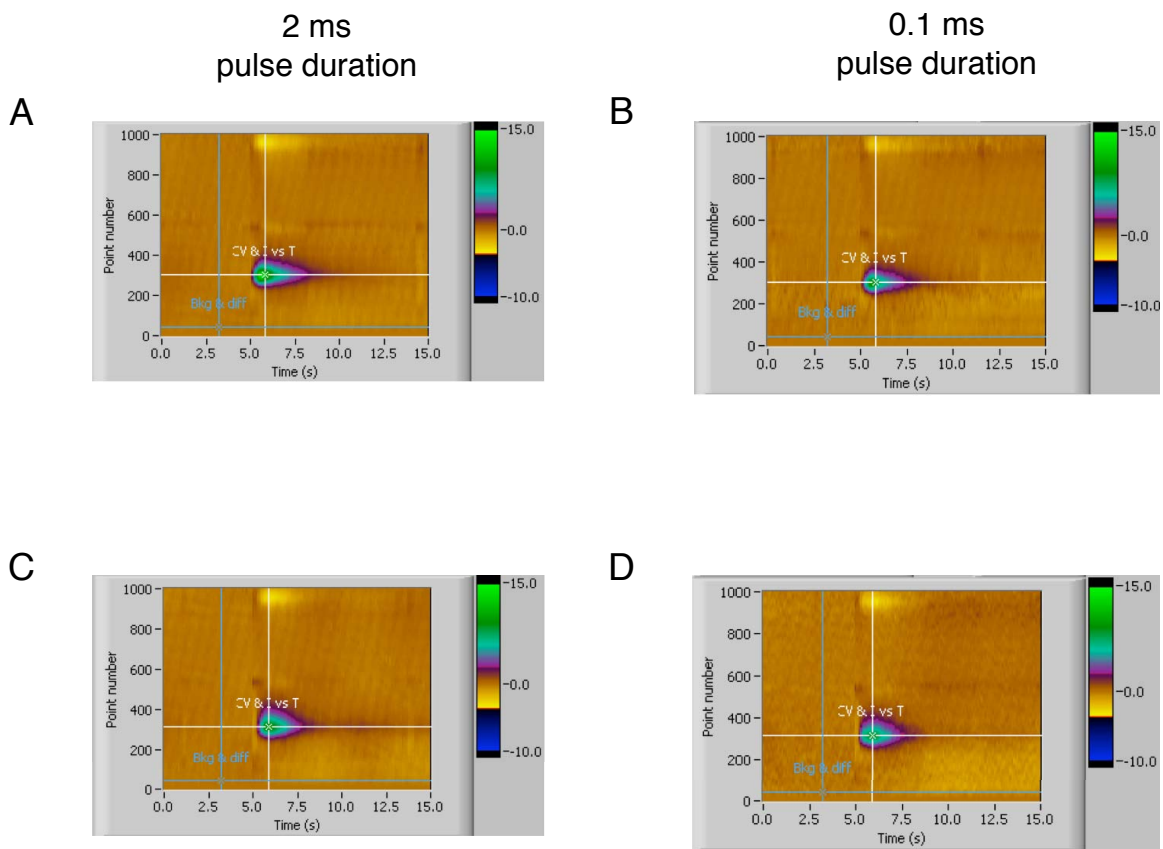 2 ms
pulse duration
0.1 ms
pulse duration
A
1000
800
600
400
200
0
Point number
CV & I vs T
Bkg & diff
0.0 2.5 5.0 7.5 10.0 12.5 15.0
Time (s)
15.0
0.0
-10.0
B
1000
800
600
400
200
0
Point number
CV & I vs T
Bkg & diff
0.0 2.5 5.0 7.5 10.0 12.5 15.0
Time (s)
15.0
0.0
-10.0
C
1000
800
600
400
200
0
Point number
CV & I vs T
Bkg & diff
0.0 2.5 5.0 7.5 10.0 12.5 15.0
Time (s)
15.0
0.0
-10.0
D
1000
800
600
400
200
0
Point number
CV & I vs T
Bkg & diff
0.0 2.5 5.0 7.5 10.0 12.5 15.0
Time (s)
15.0
0.0
-10.0